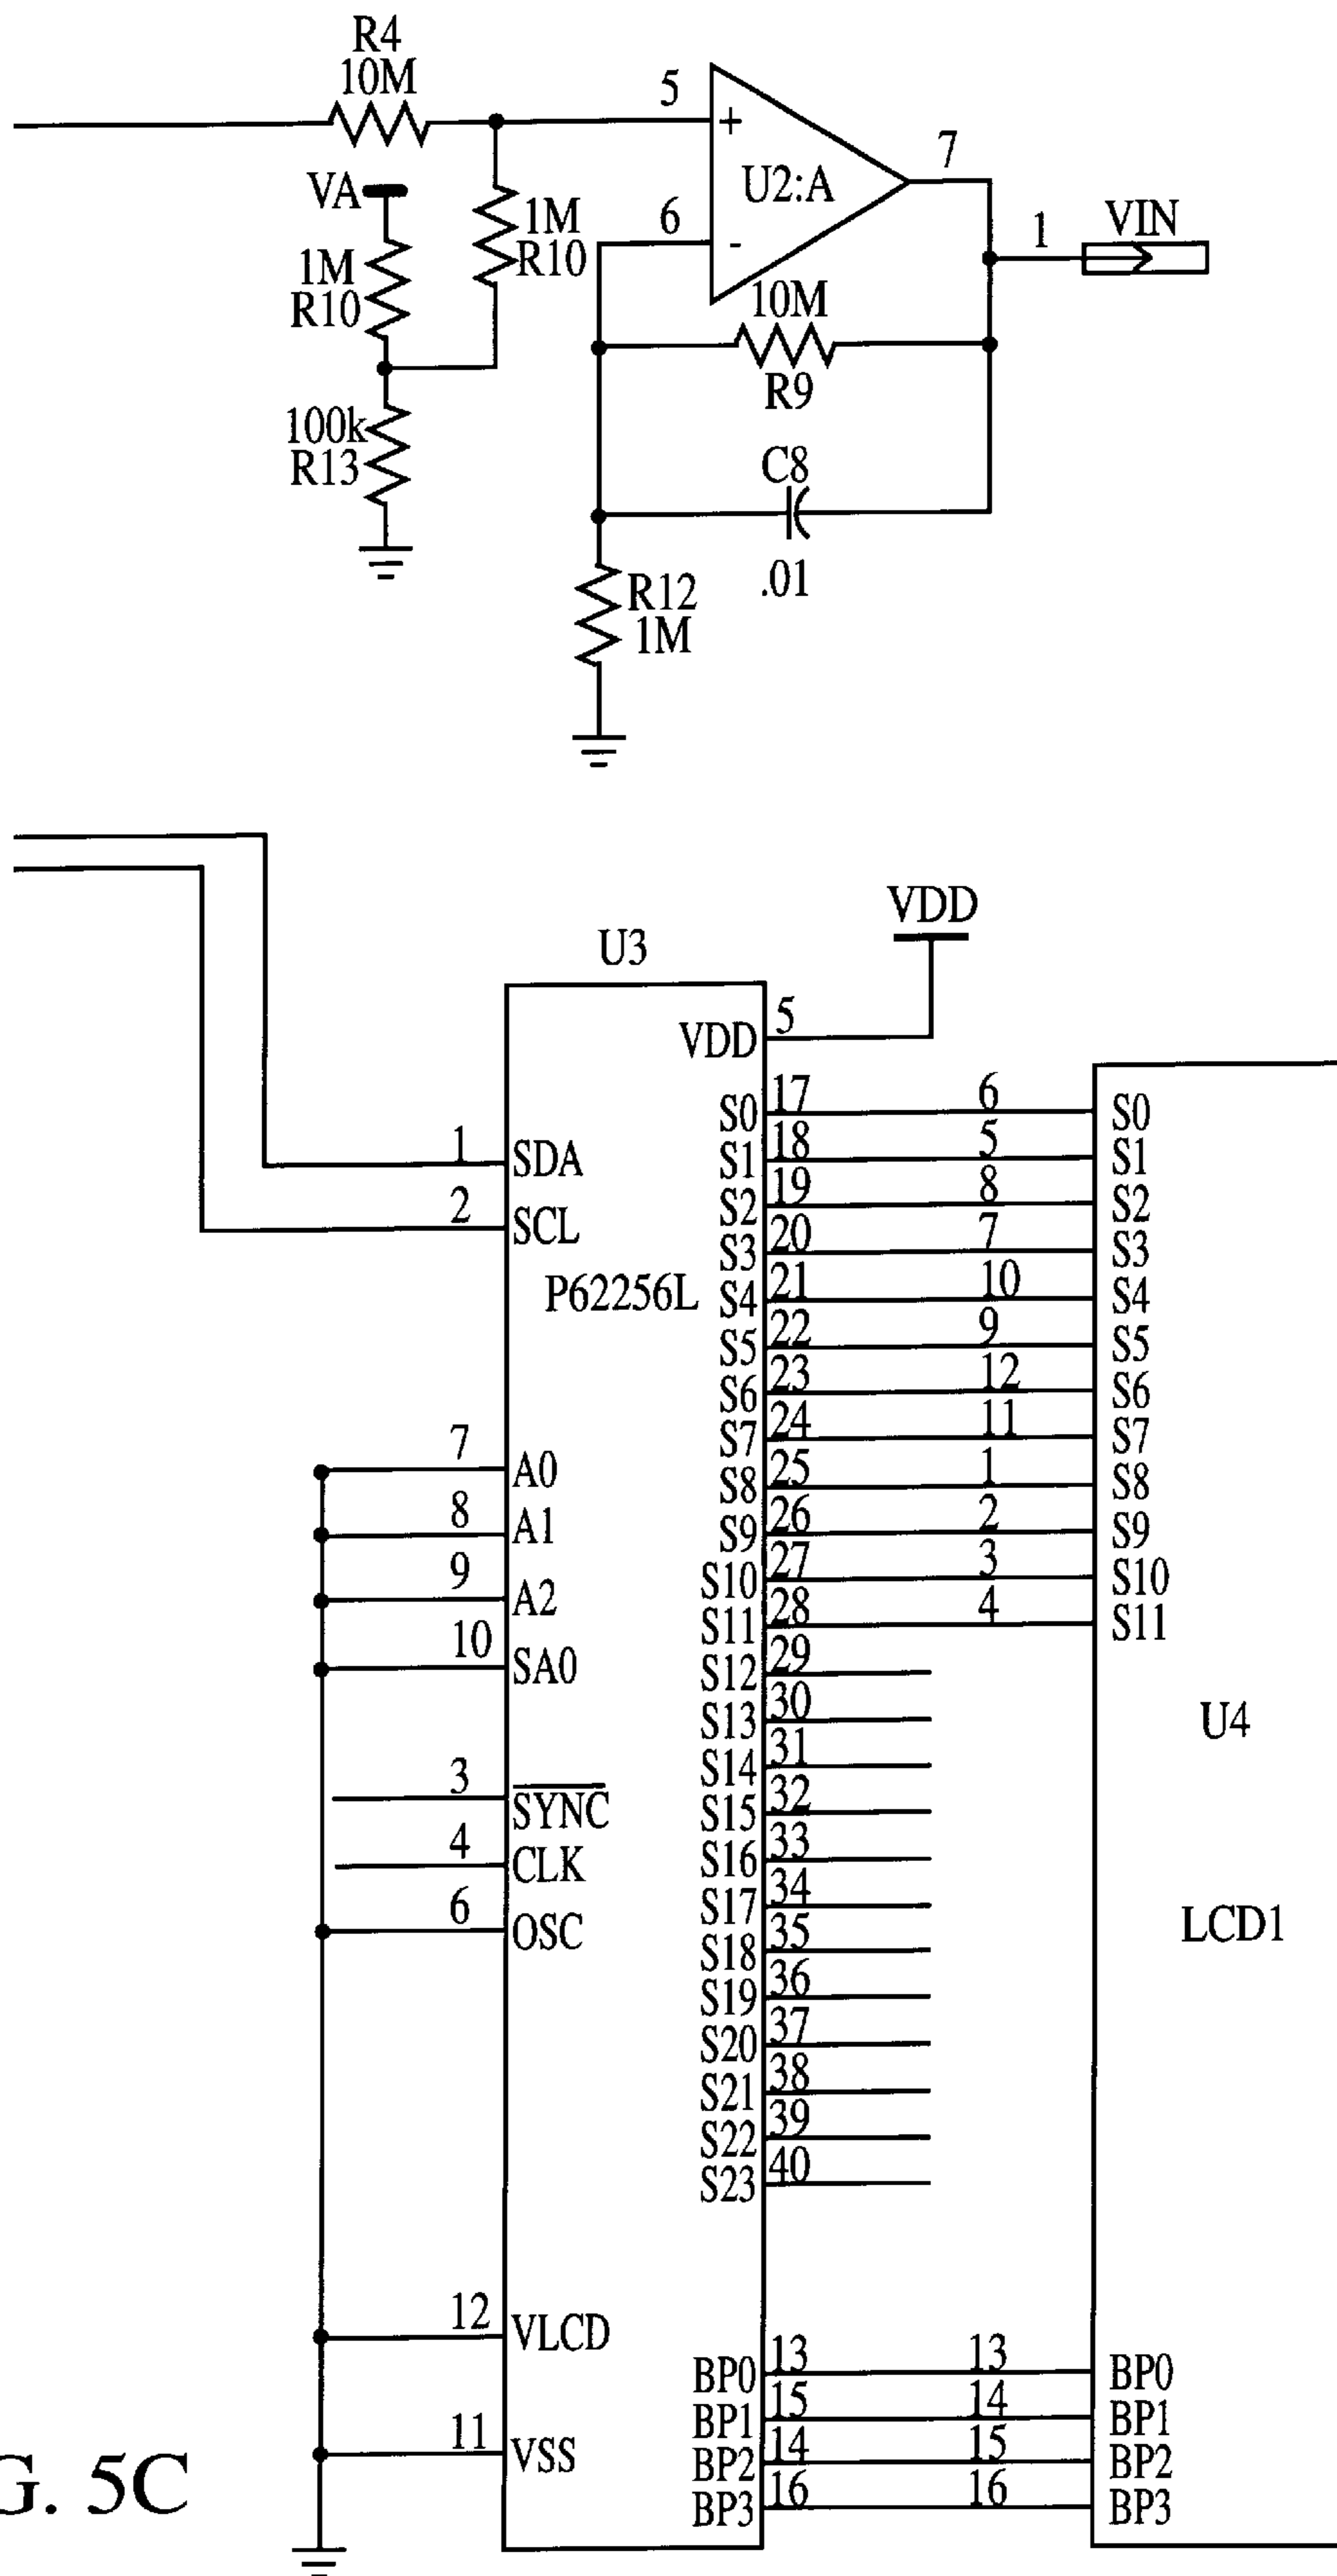 R4
10M
5
+
7
VA
U2:A
6
1M
R10
1
VIN
-
1M
R10
10M
R9
100k
R13
C8
.01
R12
1M
VDD
U3
5
VDD
17
6
S0
S0
1
SDA
18
5
S1
S1
19
8
S2
S2
2
SCL
20
7
S3
S3
P62256L
21
10
S4
S4
22
9
S5
S5
23
12
S6
S6
24
11
S7
S7
7
A0
25
1
S8
S8
8
A1
26
2
S9
S9
9
A2
27
3
S10
S10
28
4
S11
S11
10
SA0
29
S12
30
S13
U4
31
S14
3
SYNC
32
S15
4
CLK
33
S16
34
S17
6
OSC
35
S18
LCD1
36
S19
37
S20
38
S21
39
S22
40
S23
12
VLCD
13
13
BP0
BP0
15
14
BP1
BP1
11
VSS
14
15
BP2
BP2
16
16
BP3
BP3
G. 5C